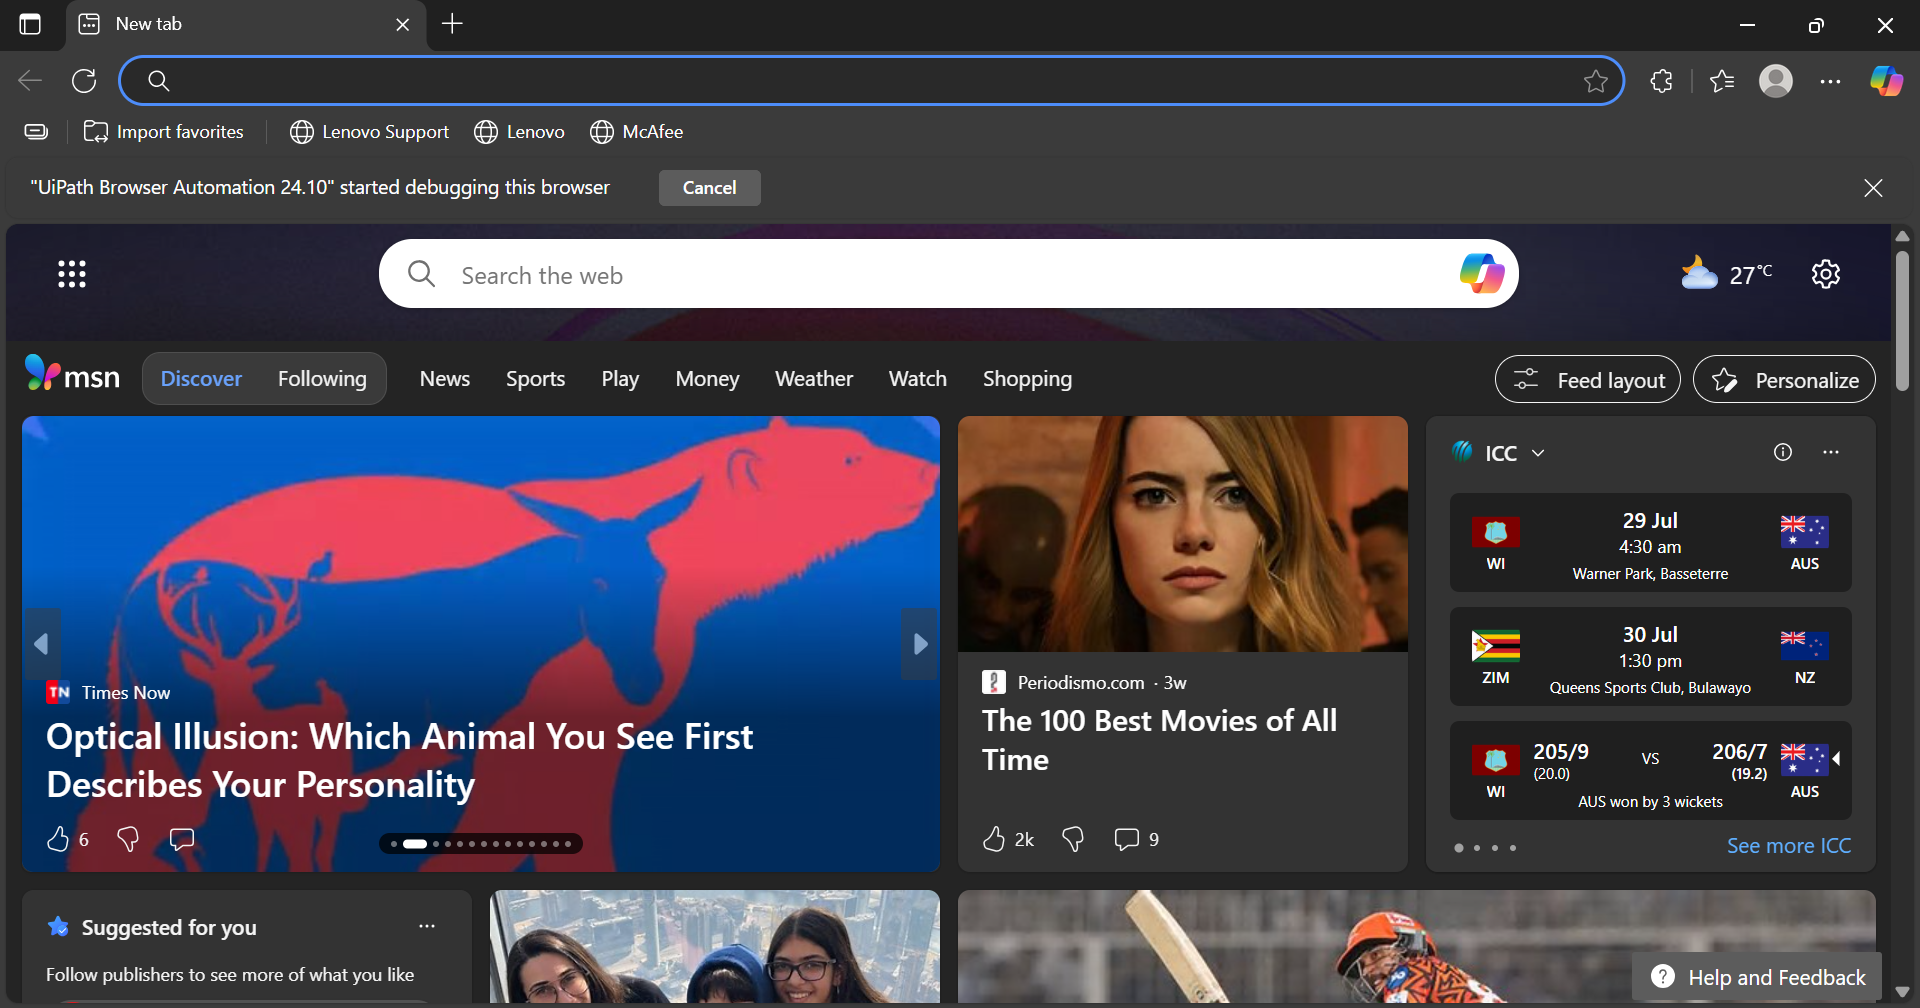 New tab
Import favorites
Lenovo Support
Lenovo
McAfee
"UiPath Browser Automation 24.10" started debugging this browser
Cancel
Search the web
27°C
msn
Discover
Following
News
Sports
Play
Money
Weather
Watch
Shopping
Feed layout
Personalize
TN Times Now
Optical Illusion: Which Animal You See First
Describes Your Personality
6
Periodismo.com · 3w
The 100 Best Movies of All
Time
2k
9
ICC
29 Jul
4:30 am
WI
AUS
Warner Park, Basseterre
30 Jul
1:30 pm
ZIM
NZ
Queens Sports Club, Bulawayo
205/9
VS
206/7
(20.0)
(19.2)
WI
AUS
AUS won by 3 wickets
See more ICC
Suggested for you
Follow publishers to see more of what you like
? Help and Feedback